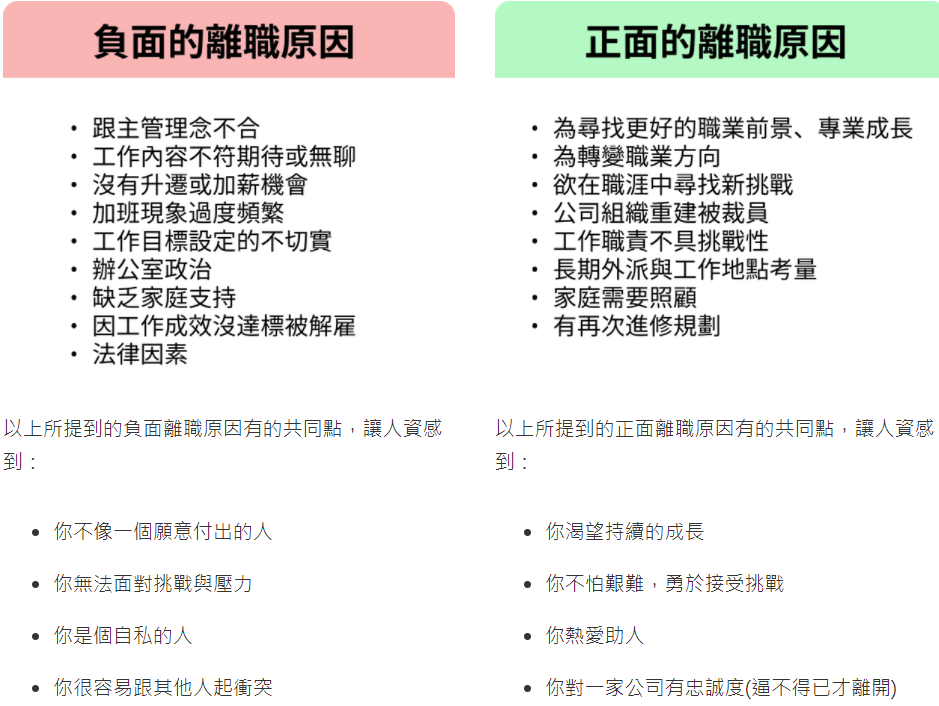 負面的離職原因
• 跟主管理念不合
• 工作內容不符期待或無聊
• 沒有升遷或加薪機會
• 加班現象過度頻繁
• 工作目標設定的不切實
• 辦公室政治
• 缺乏家庭支持
• 因工作成效沒達標被解雇
• 法律因素
以上所提到的負面離職原因有的共同點，讓人資感
到：
• 你不像一個願意付出的人
• 你無法面對挑戰與壓力
• 你是個自私的人
• 你很容易跟其他人起衝突
正面的離職原因
• 為尋找更好的職業前景、專業成長
• 為轉變職業方向
• 欲在職涯中尋找新挑戰
• 公司組織重建被裁員
• 工作職責不具挑戰性
• 長期外派與工作地點考量
• 家庭需要照顧
• 有再次進修規劃
以上所提到的正面離職原因有的共同點，讓人資感
到：
• 你渴望持續的成長
• 你不怕艱難，勇於接受挑戰
• 你熱愛助人
• 你對一家公司有忠誠度(逼不得已才離開)